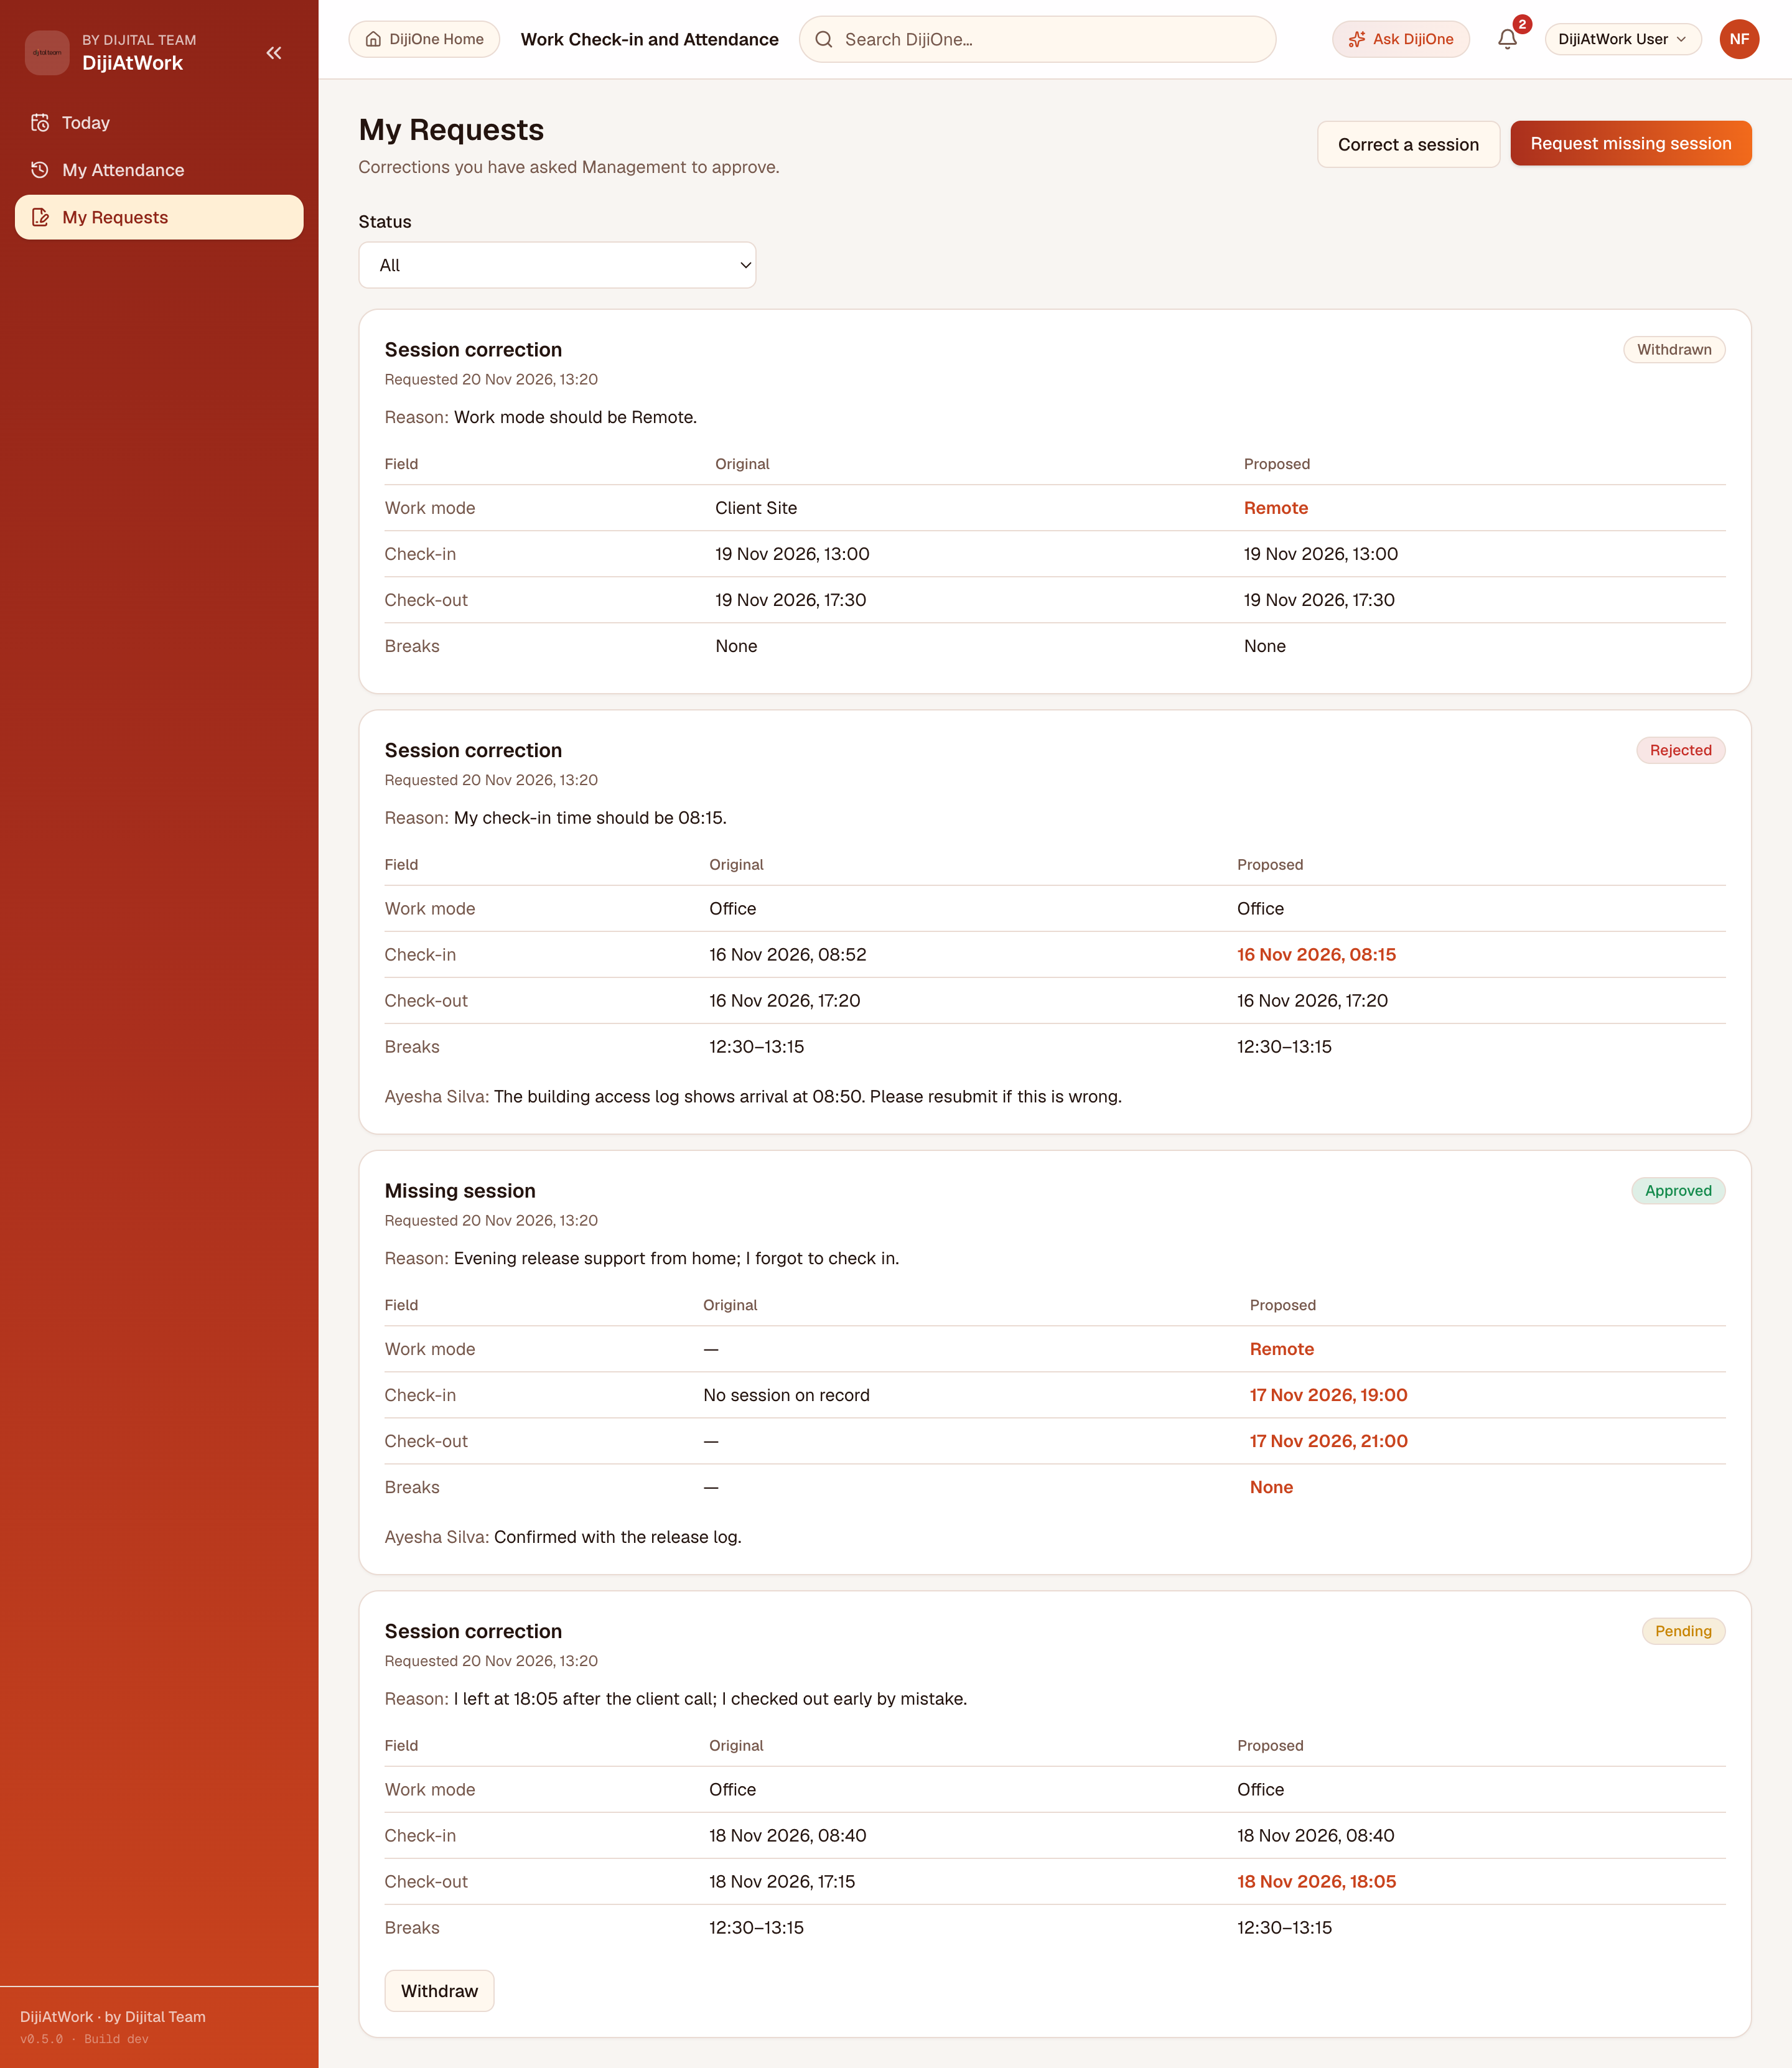 BY DIJITAL TEAM
DijiAtWork
Today
My Attendance
My Requests
DijiAtWork · by Dijital Team
v0.5.0 · Build dev
DijiOne Home
Work Check-in and Attendance
Search DijiOne...
Ask DijiOne
2
DijiAtWork User
NF
My Requests
Corrections you have asked Management to approve.
Correct a session
Request missing session
Status
All
Session correction
Withdrawn
Requested 20 Nov 2026, 13:20
Reason: Work mode should be Remote.
Field Original Proposed
Work mode Client Site Remote
Check-in 19 Nov 2026, 13:00 19 Nov 2026, 13:00
Check-out 19 Nov 2026, 17:30 19 Nov 2026, 17:30
Breaks None None
Session correction
Rejected
Requested 20 Nov 2026, 13:20
Reason: My check-in time should be 08:15.
Field Original Proposed
Work mode Office Office
Check-in 16 Nov 2026, 08:52 16 Nov 2026, 08:15
Check-out 16 Nov 2026, 17:20 16 Nov 2026, 17:20
Breaks 12:30–13:15 12:30–13:15
Ayesha Silva: The building access log shows arrival at 08:50. Please resubmit if this is wrong.
Missing session
Approved
Requested 20 Nov 2026, 13:20
Reason: Evening release support from home; I forgot to check in.
Field Original Proposed
Work mode — Remote
Check-in No session on record 17 Nov 2026, 19:00
Check-out — 17 Nov 2026, 21:00
Breaks — None
Ayesha Silva: Confirmed with the release log.
Session correction
Pending
Requested 20 Nov 2026, 13:20
Reason: I left at 18:05 after the client call; I checked out early by mistake.
Field Original Proposed
Work mode Office Office
Check-in 18 Nov 2026, 08:40 18 Nov 2026, 08:40
Check-out 18 Nov 2026, 17:15 18 Nov 2026, 18:05
Breaks 12:30–13:15 12:30–13:15
Withdraw